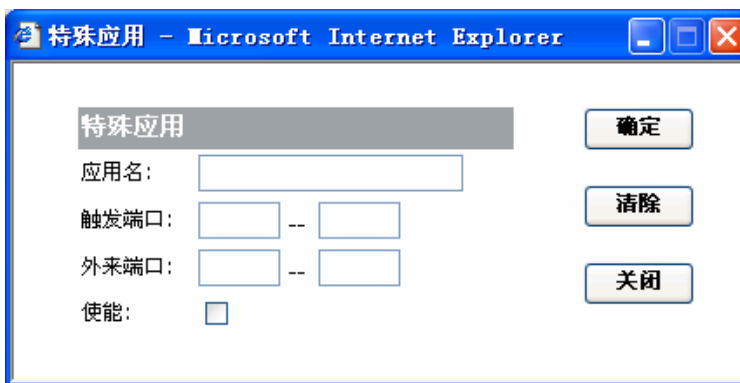 特殊应用 - Microsoft Internet Explorer
特殊应用
确定
应用名:
清除
触发端口: --
外来端口: --
关闭
使能: